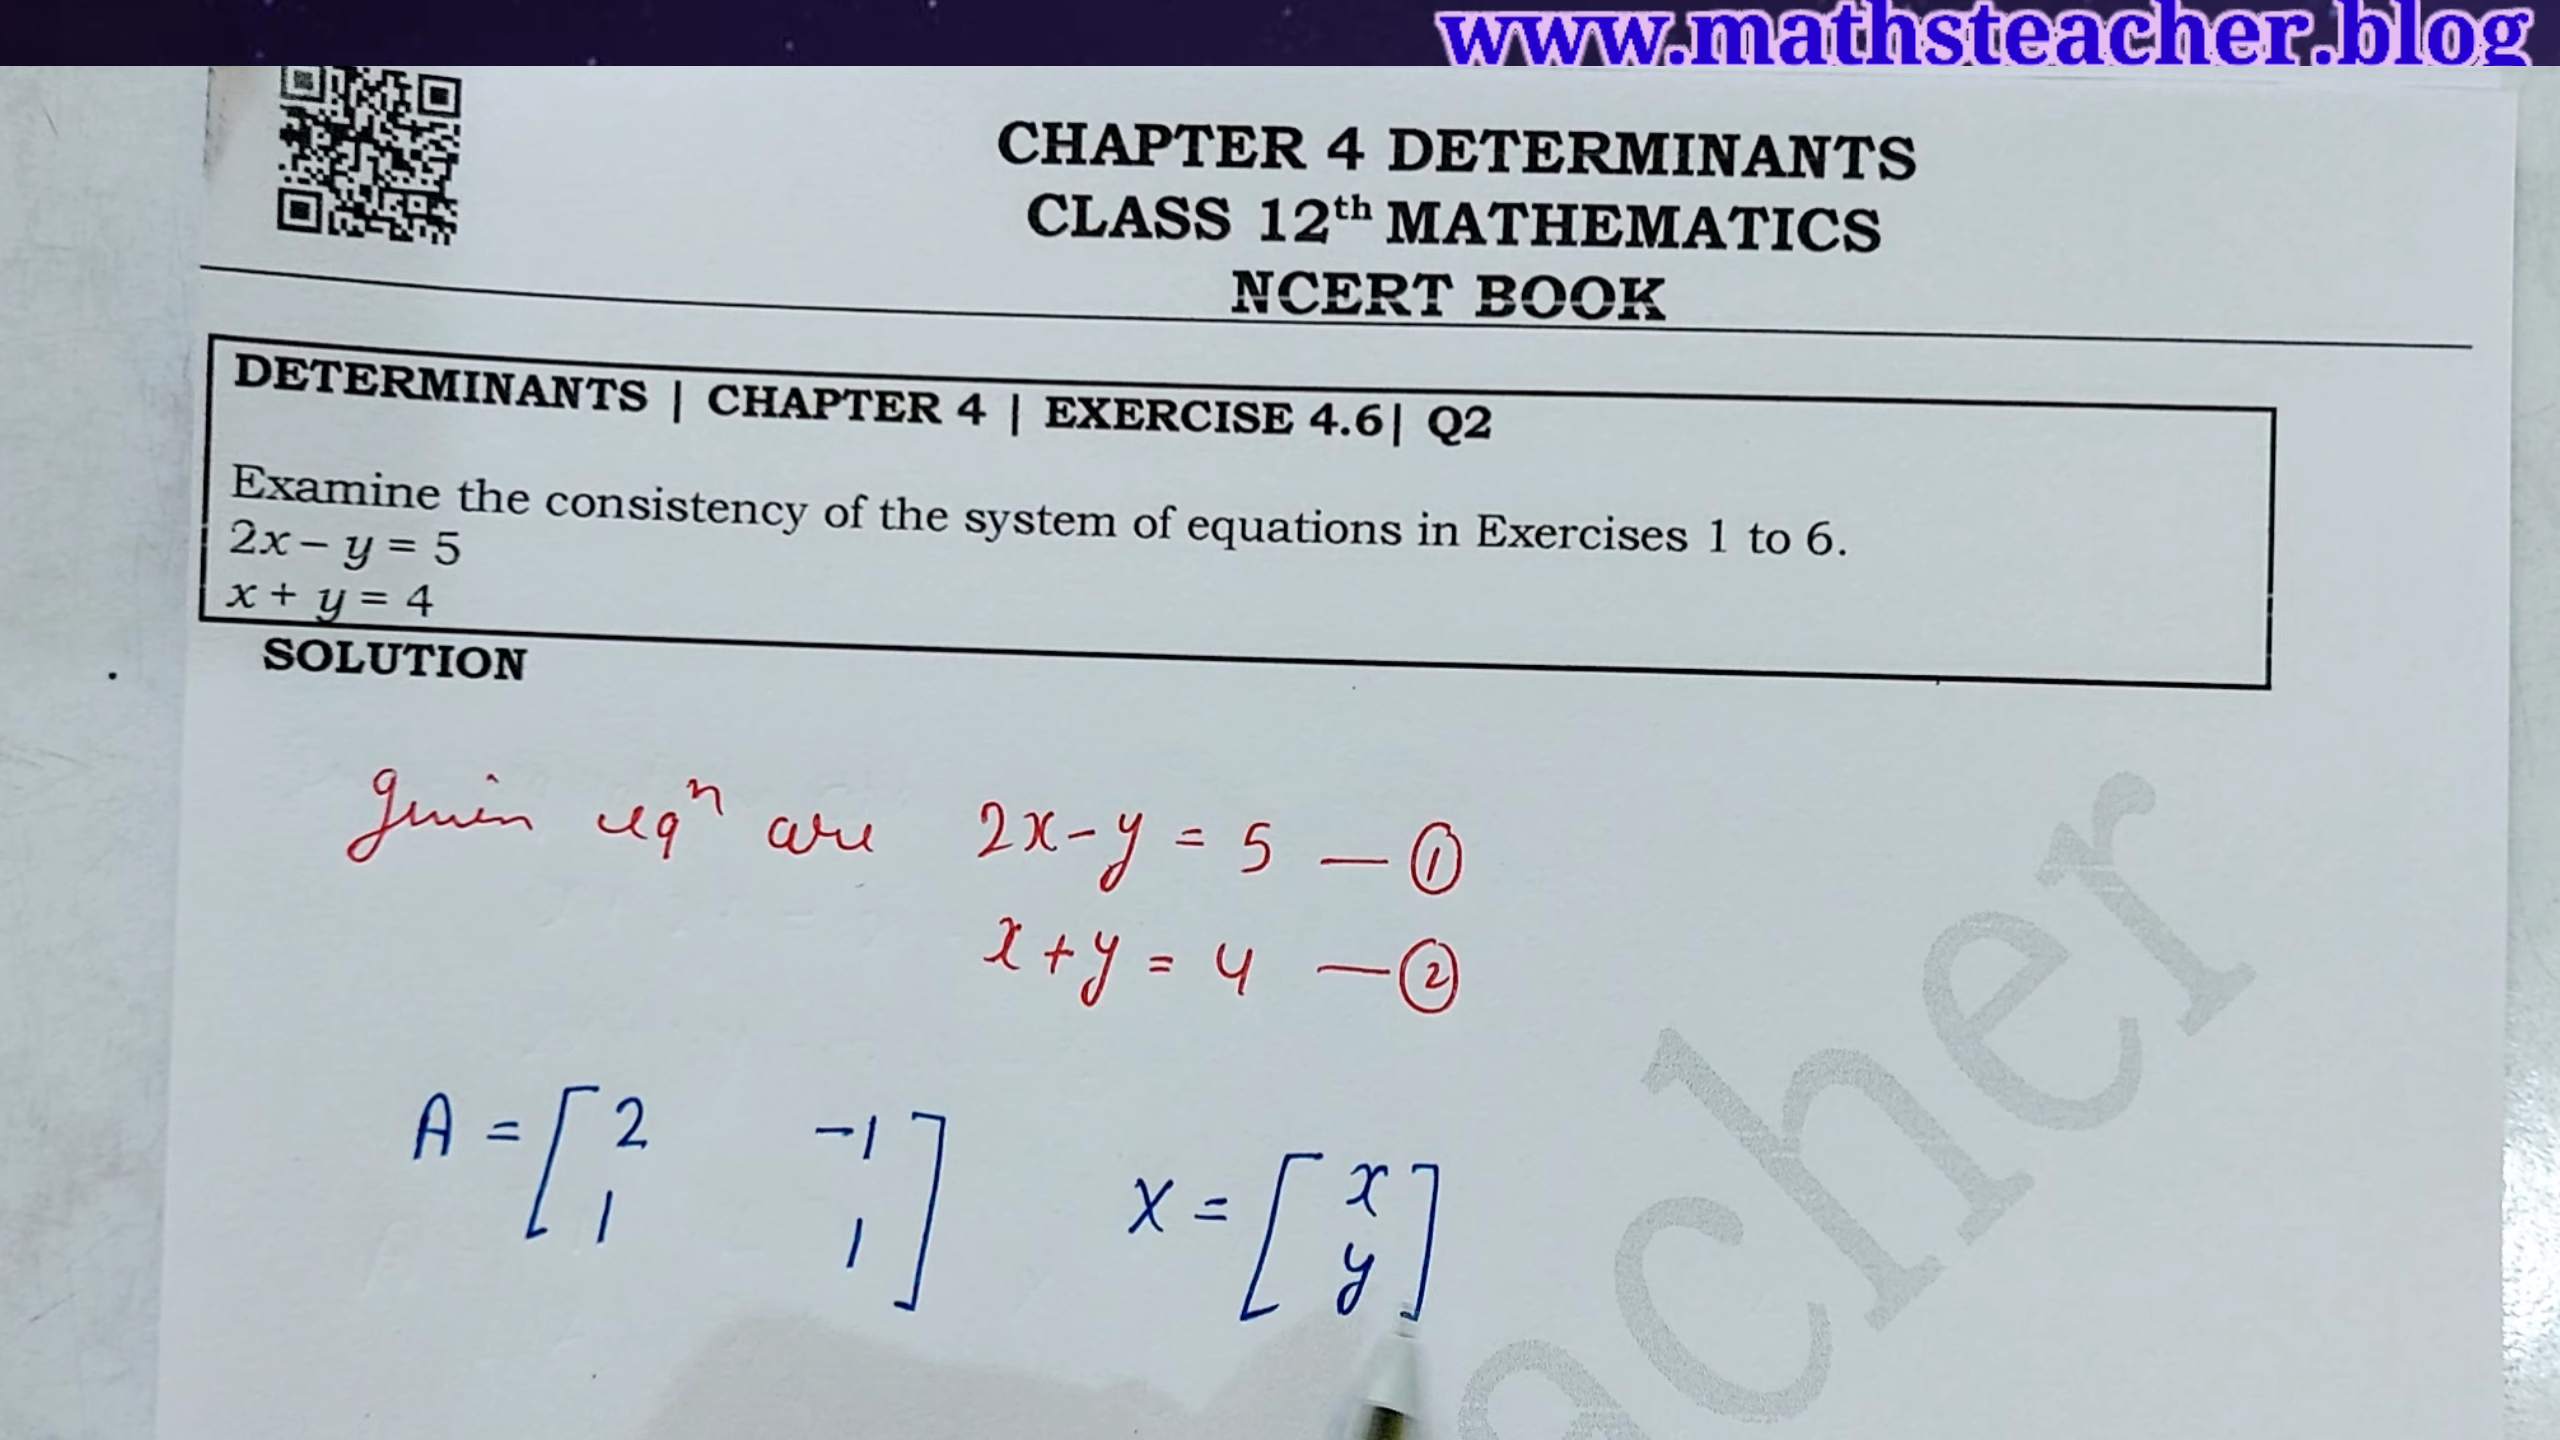 www.mathsteacher.blog
CHAPTER 4 DETERMINANTS
CLASS 12th MATHEMATICS
NCERT BOOK
DETERMINANTS | CHAPTER 4 | EXERCISE 4.6| Q2
Examine the consistency of the system of equations in Exercises 1 to 6.
2x – y = 5
x + y = 4
SOLUTION
Given eqⁿ are 2x - y = 5 — ①
x + y = 4 — ②
A = [2 -1
1 1]
X = [x
y]
acher